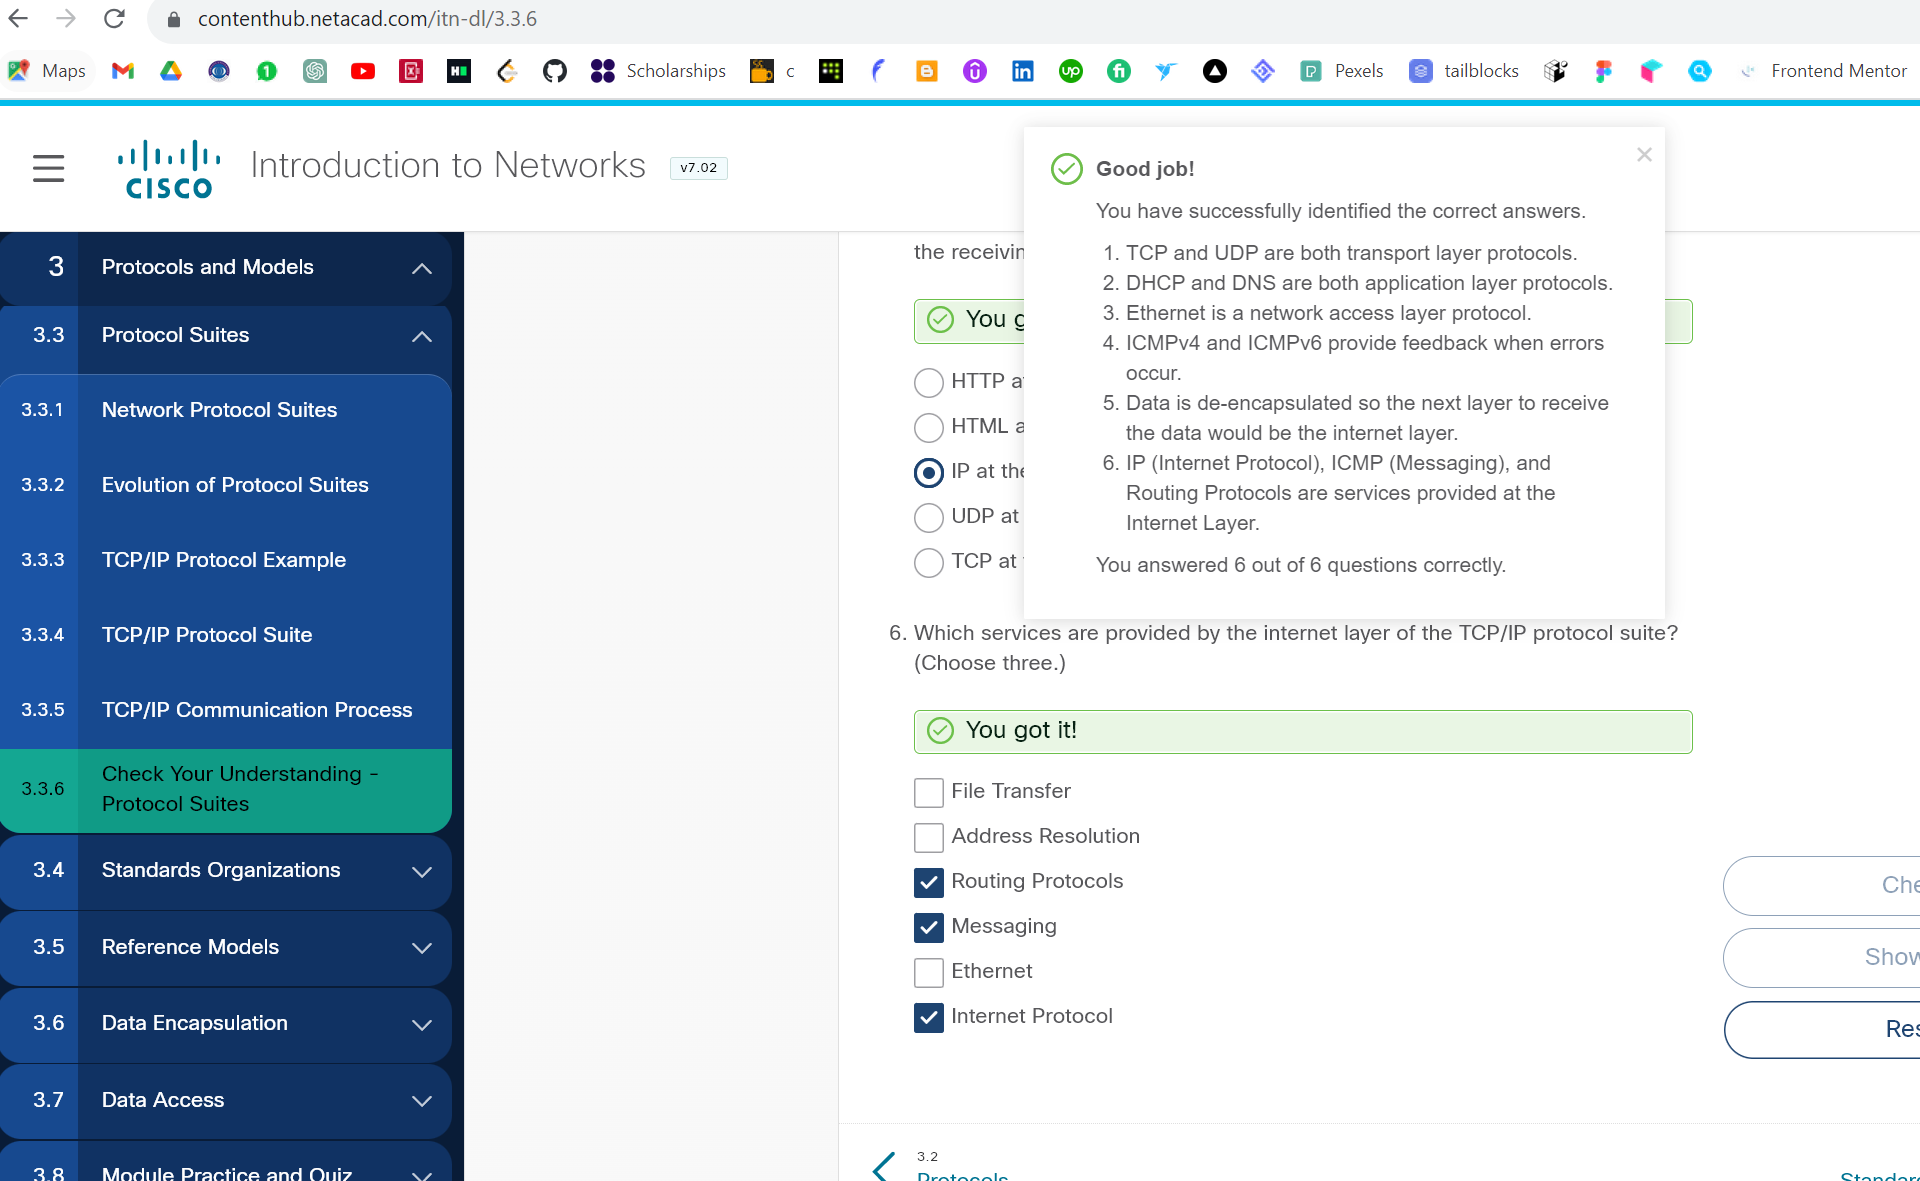 contenthub.netacad.com/itn-dl/3.3.6
Maps
Scholarships
c
Pexels
tailblocks
Frontend Mentor
CISCO
Introduction to Networks
v7.02
3 Protocols and Models
3.3 Protocol Suites
3.3.1 Network Protocol Suites
3.3.2 Evolution of Protocol Suites
3.3.3 TCP/IP Protocol Example
3.3.4 TCP/IP Protocol Suite
3.3.5 TCP/IP Communication Process
3.3.6 Check Your Understanding -
Protocol Suites
3.4 Standards Organizations
3.5 Reference Models
3.6 Data Encapsulation
3.7 Data Access
3.8 Module Practice and Quiz
Good job!
You have successfully identified the correct answers.
1. TCP and UDP are both transport layer protocols.
2. DHCP and DNS are both application layer protocols.
3. Ethernet is a network access layer protocol.
4. ICMPv4 and ICMPv6 provide feedback when errors
occur.
5. Data is de-encapsulated so the next layer to receive
the data would be the internet layer.
6. IP (Internet Protocol), ICMP (Messaging), and
Routing Protocols are services provided at the
Internet Layer.
You answered 6 out of 6 questions correctly.
the receivin
You g
HTTP a
HTML a
IP at the
UDP at
TCP at
6. Which services are provided by the internet layer of the TCP/IP protocol suite?
(Choose three.)
You got it!
File Transfer
Address Resolution
Routing Protocols
Messaging
Ethernet
Internet Protocol
Che
Show
Res
3.2
Protocols
Standar